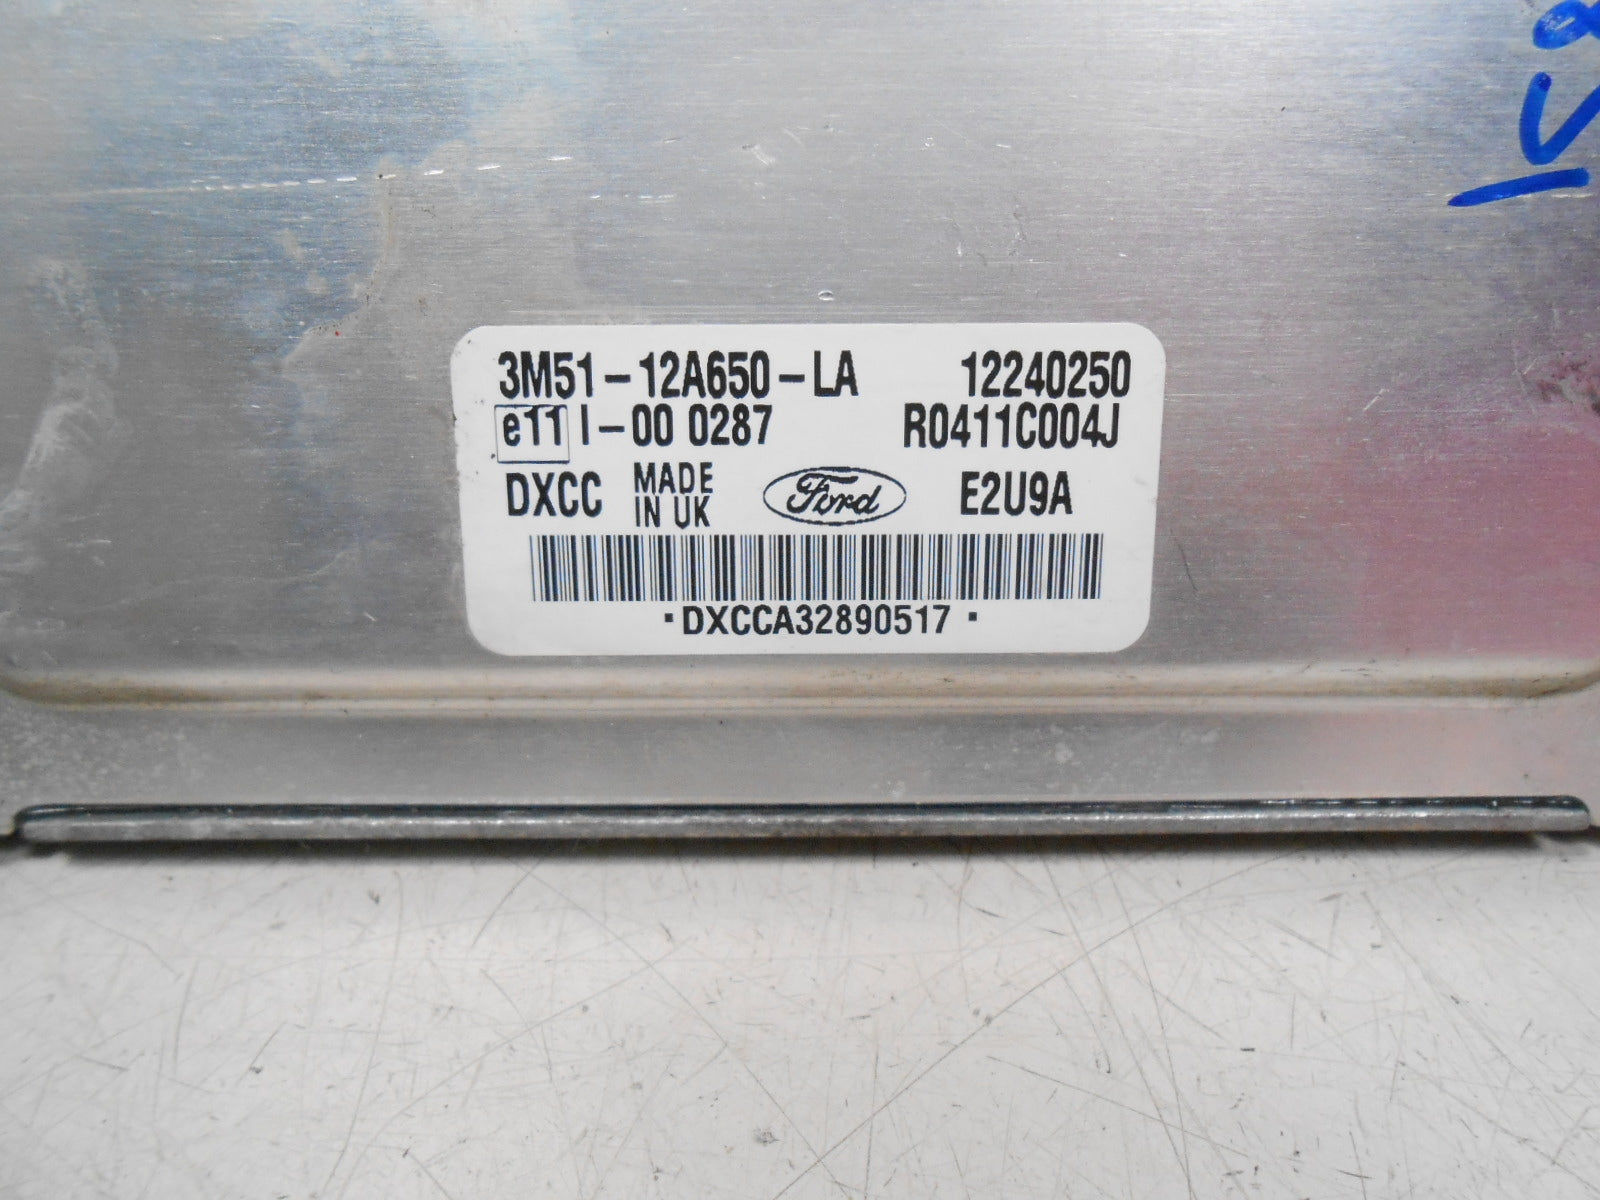 3M51-12A650-LA 12240250
e11 I-00 0287 R0411C004J
DXCC MADE IN UK Ford E2U9A
·DXCCA32890517·